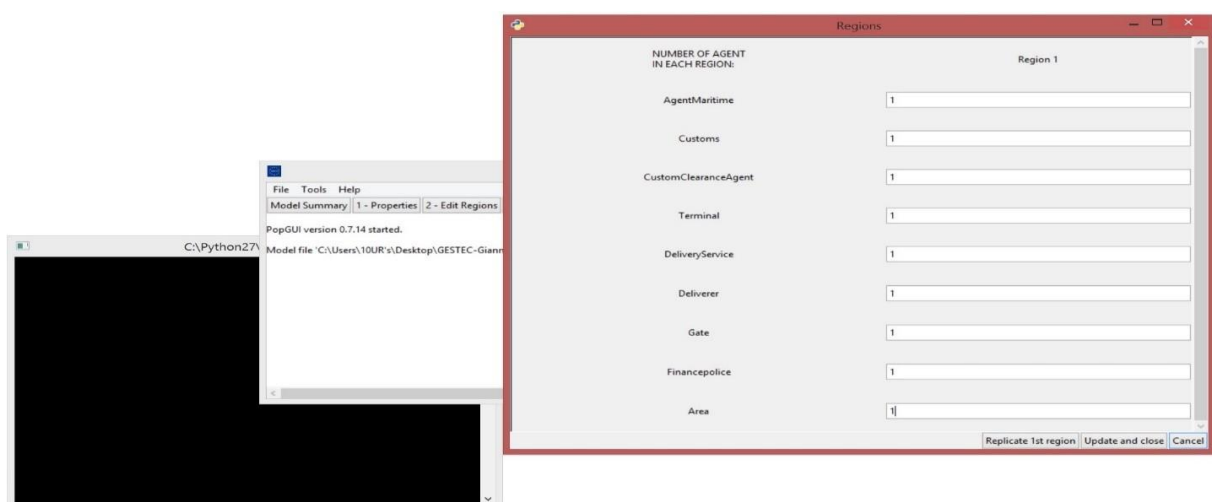 Regions
NUMBER OF AGENT
IN EACH REGION:
Region 1
AgentMaritime 1
Customs 1
CustomClearanceAgent 1
Terminal 1
DeliveryService 1
Deliverer 1
Gate 1
Financepolice 1
Area 1
Replicate 1st region Update and close Cancel
File Tools Help
Model Summary 1 - Properties 2 - Edit Regions
PopGUI version 0.7.14 started.
Model file 'C:\Users\10UR's\Desktop\GESTEC-Giann
C:\Python27\